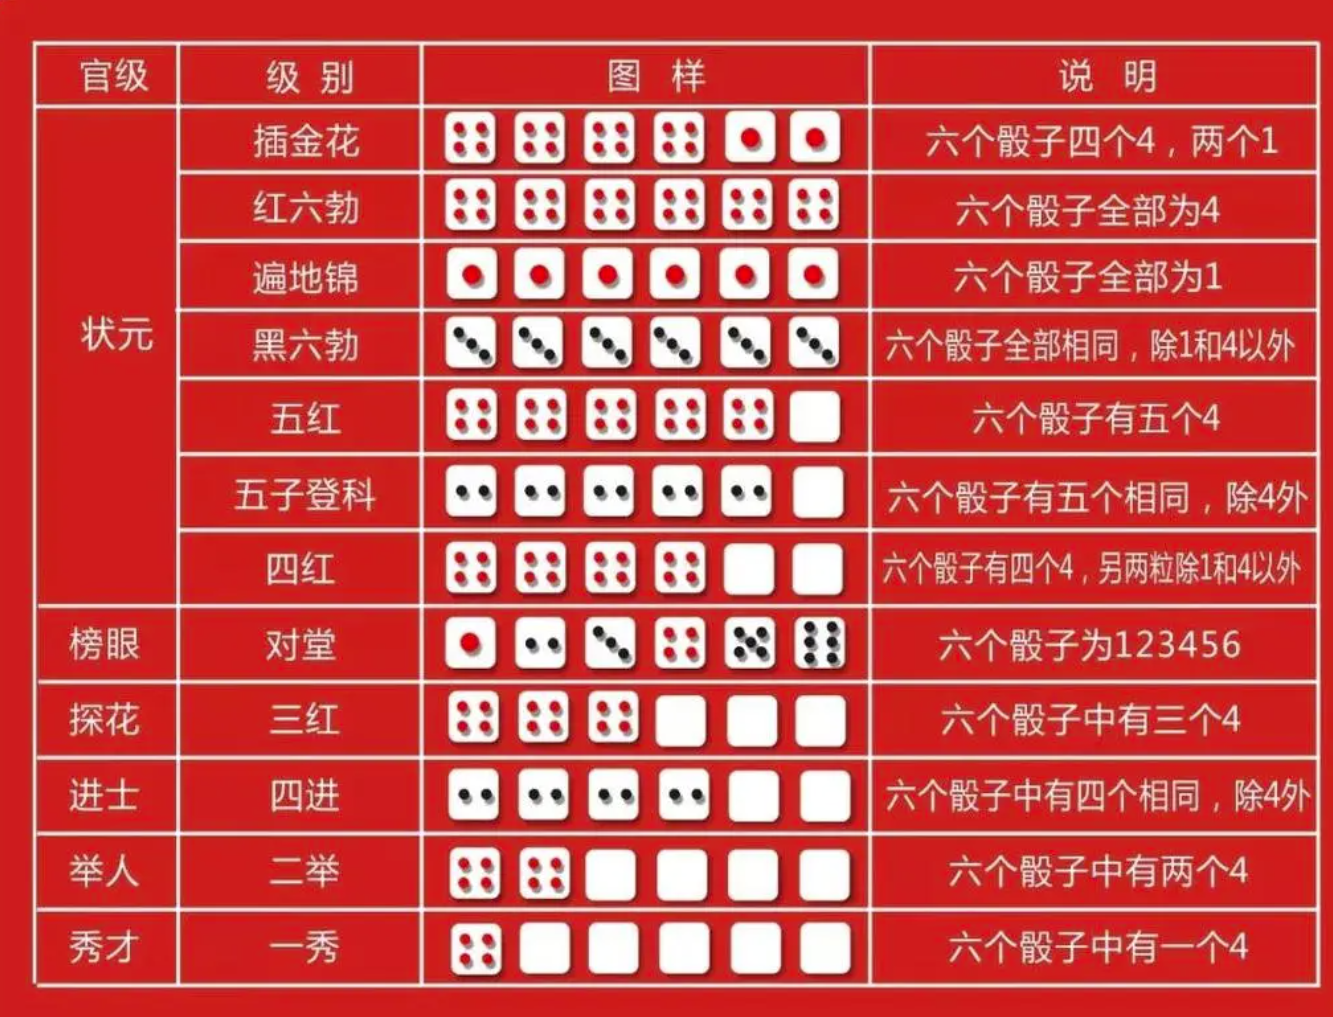 官级 级别 图样 说明
状元
插金花 六个骰子四个4，两个1
红六勃 六个骰子全部为4
遍地锦 六个骰子全部为1
黑六勃 六个骰子全部相同，除1和4以外
五红 六个骰子有五个4
五子登科 六个骰子有五个相同，除4外
四红 六个骰子有四个4，另两粒除1和4以外
榜眼 对堂 六个骰子为123456
探花 三红 六个骰子中有三个4
进士 四进 六个骰子中有四个相同，除4外
举人 二举 六个骰子中有两个4
秀才 一秀 六个骰子中有一个4